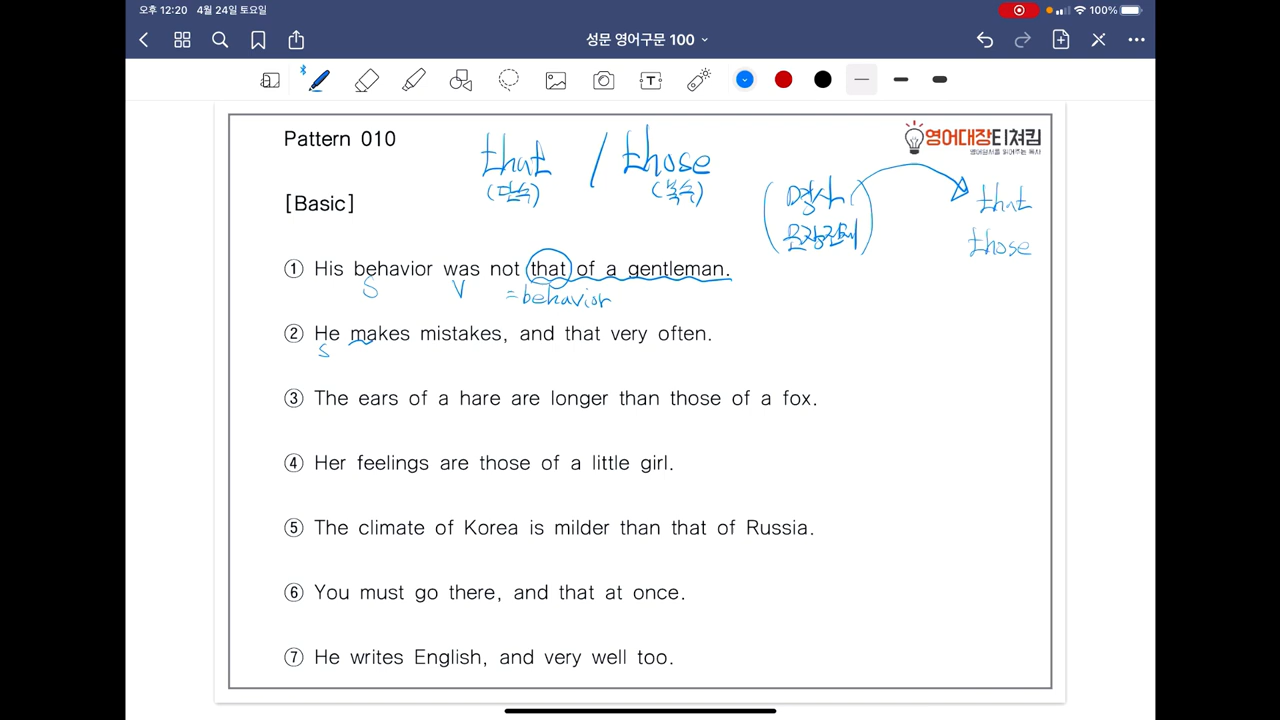 오후 12:20 4월 24일 토요일
100%
성문 영어구문 100
Pattern 010
that / those
(단수) (복수)
영어대장티쳐킴
[Basic]
(명사
문장전체)
that
those
① His behavior was not that of a gentleman.
S V =behavior
② He makes mistakes, and that very often.
S
③ The ears of a hare are longer than those of a fox.
④ Her feelings are those of a little girl.
⑤ The climate of Korea is milder than that of Russia.
⑥ You must go there, and that at once.
⑦ He writes English, and very well too.